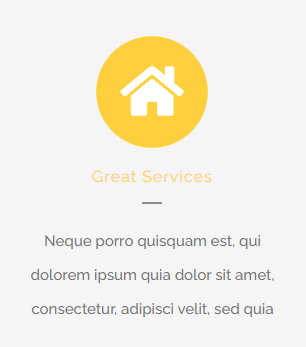 Great Services
Neque porro quisquam est, qui
dolorem ipsum quia dolor sit amet,
consectetur, adipisci velit, sed quia